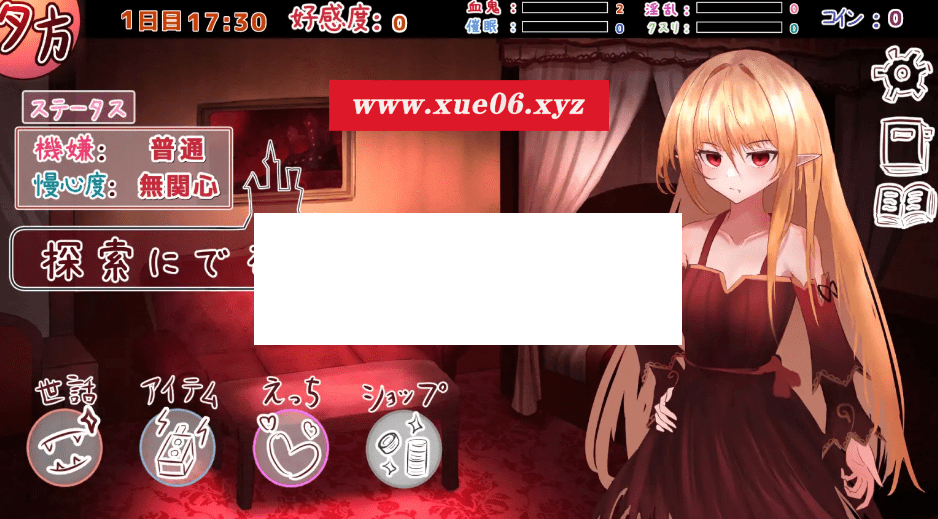 夕方
1日目 17:30
好感度: 0
血鬼: 2
催眠: 0
淫乱: 0
クスリ: 0
コイン: 0
www.xue06.xyz
ステータス
機嫌: 普通
慢心度: 無関心
探索にで
世話
アイテム
えっち
ショップ